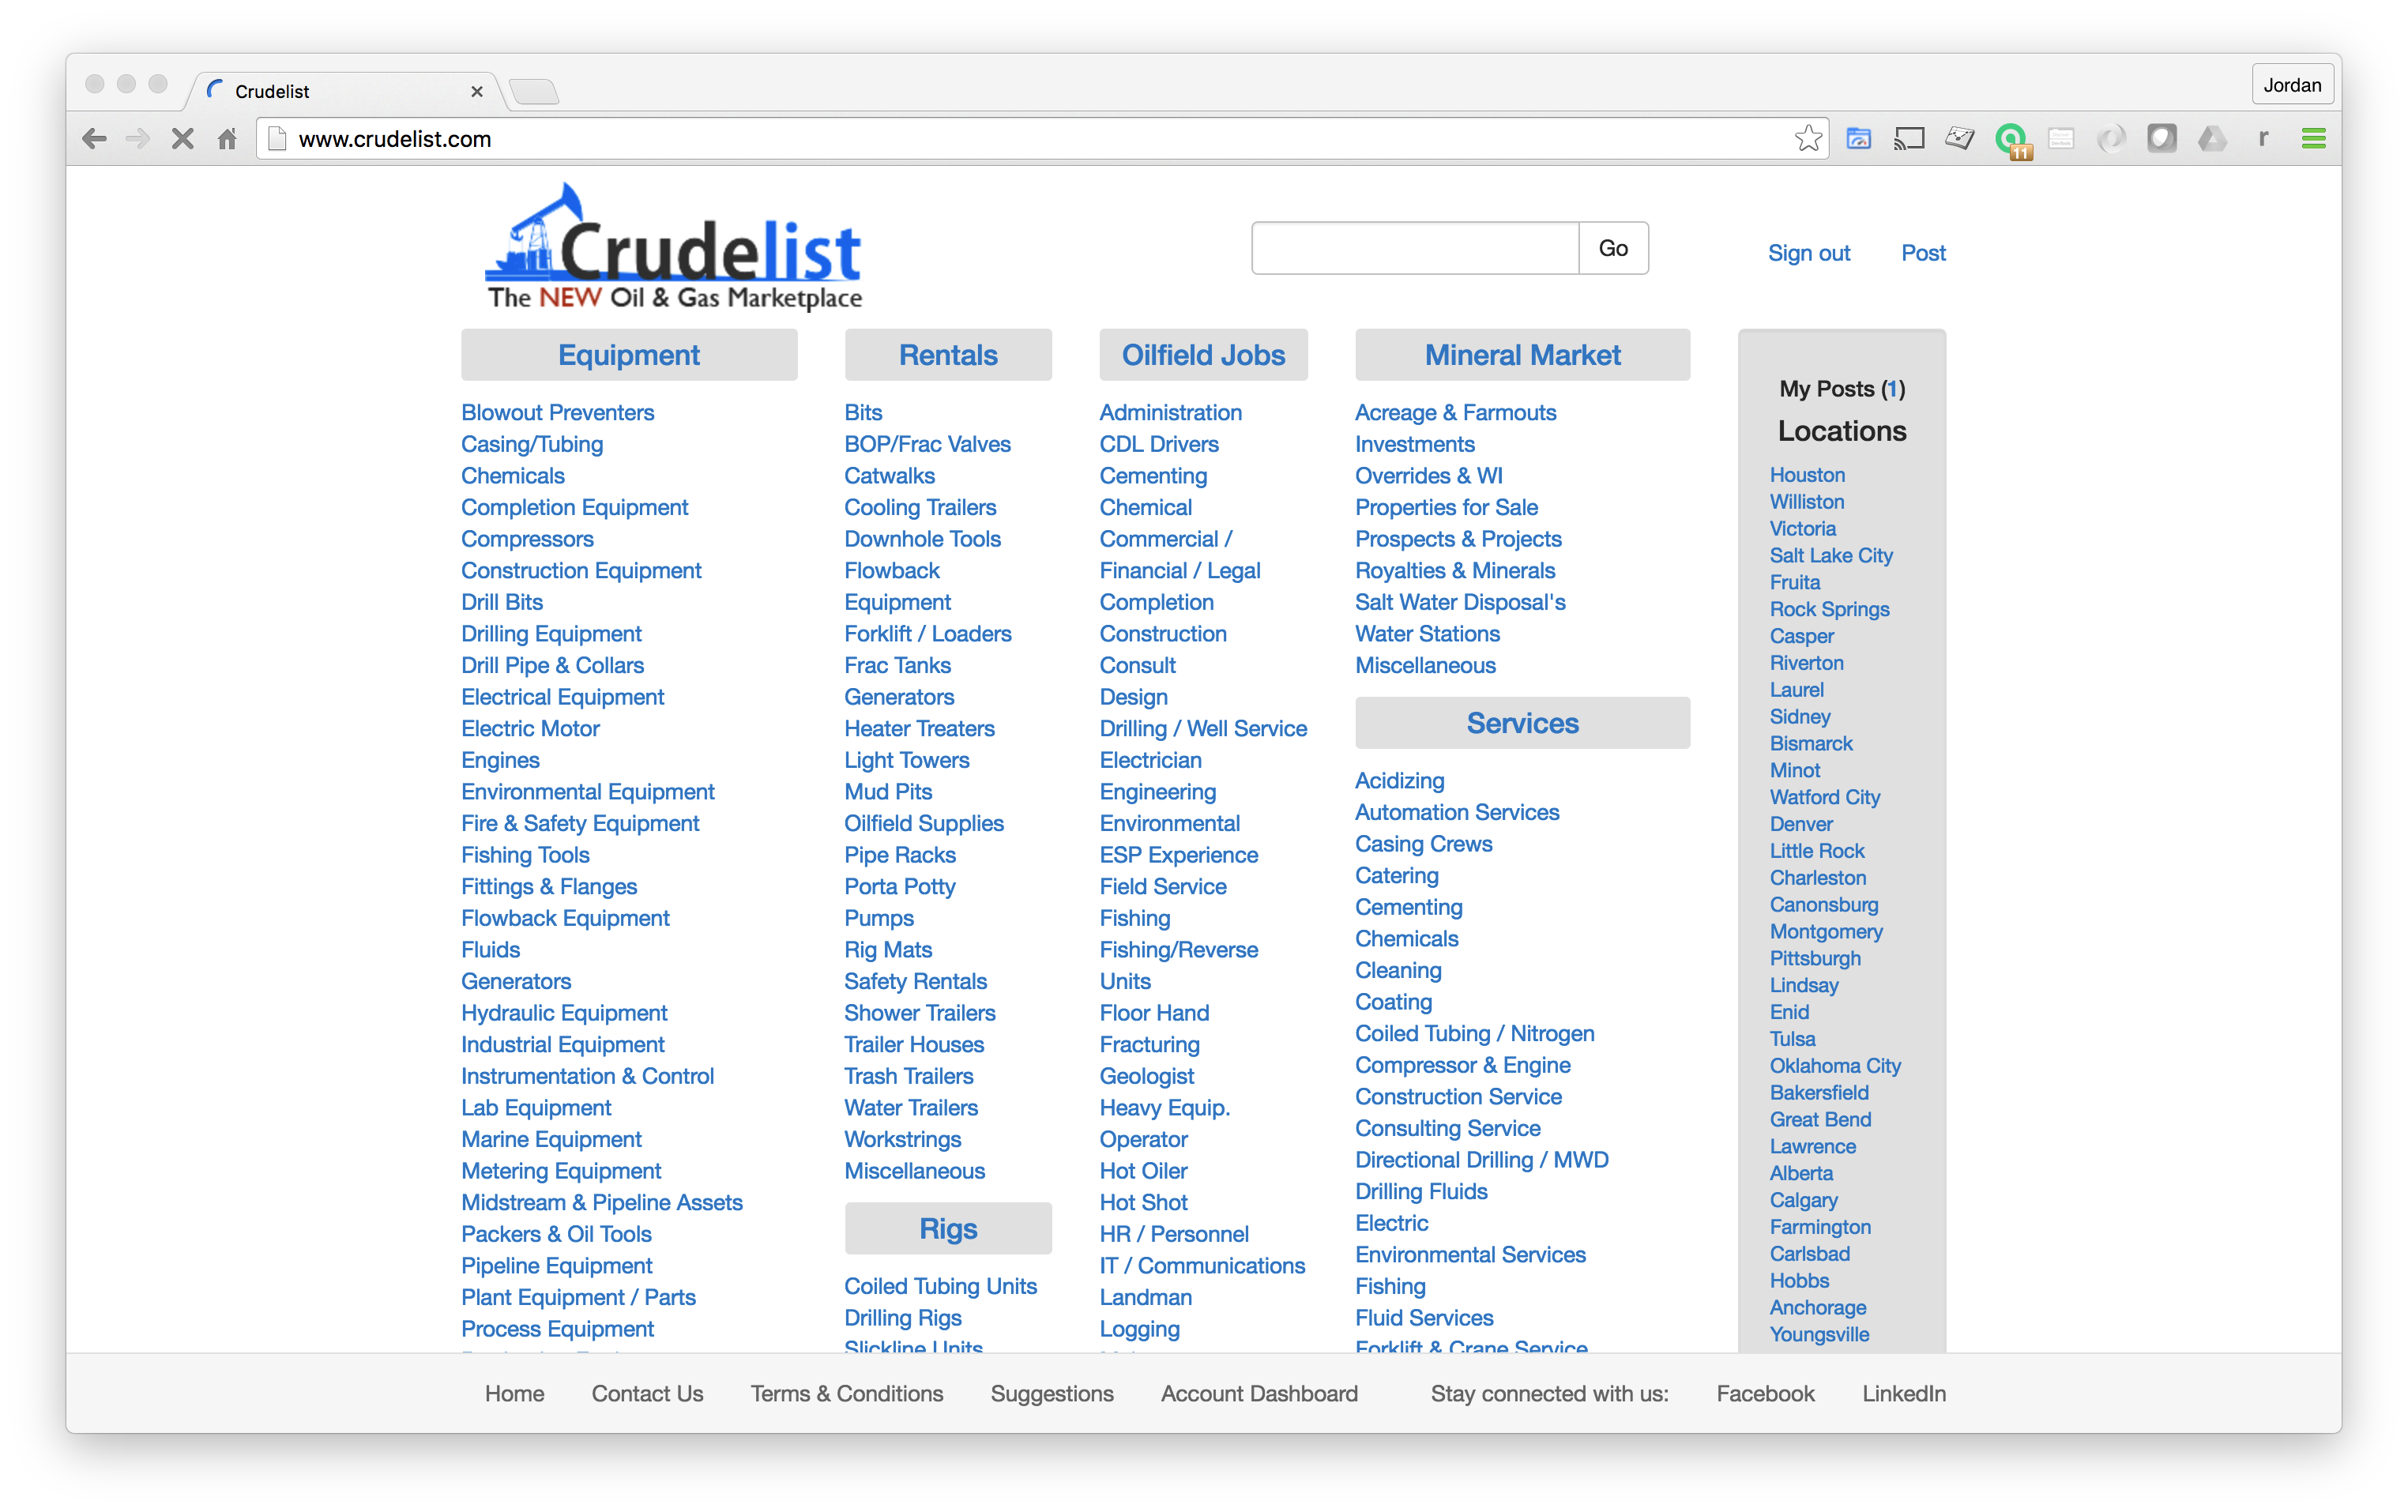 Crudelist
Jordan
www.crudelist.com
11
r
Crudelist
The NEW Oil & Gas Marketplace
Go
Sign out
Post
Equipment
Blowout Preventers
Casing/Tubing
Chemicals
Completion Equipment
Compressors
Construction Equipment
Drill Bits
Drilling Equipment
Drill Pipe & Collars
Electrical Equipment
Electric Motor
Engines
Environmental Equipment
Fire & Safety Equipment
Fishing Tools
Fittings & Flanges
Flowback Equipment
Fluids
Generators
Hydraulic Equipment
Industrial Equipment
Instrumentation & Control
Lab Equipment
Marine Equipment
Metering Equipment
Midstream & Pipeline Assets
Packers & Oil Tools
Pipeline Equipment
Plant Equipment / Parts
Process Equipment
Rentals
Bits
BOP/Frac Valves
Catwalks
Cooling Trailers
Downhole Tools
Flowback
Equipment
Forklift / Loaders
Frac Tanks
Generators
Heater Treaters
Light Towers
Mud Pits
Oilfield Supplies
Pipe Racks
Porta Potty
Pumps
Rig Mats
Safety Rentals
Shower Trailers
Trailer Houses
Trash Trailers
Water Trailers
Workstrings
Miscellaneous
Rigs
Coiled Tubing Units
Drilling Rigs
Slickline Units
Oilfield Jobs
Administration
CDL Drivers
Cementing
Chemical
Commercial /
Financial / Legal
Completion
Construction
Consult
Design
Drilling / Well Service
Electrician
Engineering
Environmental
ESP Experience
Field Service
Fishing
Fishing/Reverse
Units
Floor Hand
Fracturing
Geologist
Heavy Equip.
Operator
Hot Oiler
Hot Shot
HR / Personnel
IT / Communications
Landman
Logging
Mineral Market
Acreage & Farmouts
Investments
Overrides & WI
Properties for Sale
Prospects & Projects
Royalties & Minerals
Salt Water Disposal's
Water Stations
Miscellaneous
Services
Acidizing
Automation Services
Casing Crews
Catering
Cementing
Chemicals
Cleaning
Coating
Coiled Tubing / Nitrogen
Compressor & Engine
Construction Service
Consulting Service
Directional Drilling / MWD
Drilling Fluids
Electric
Environmental Services
Fishing
Fluid Services
Forklift & Crane Service
My Posts (1)
Locations
Houston
Williston
Victoria
Salt Lake City
Fruita
Rock Springs
Casper
Riverton
Laurel
Sidney
Bismarck
Minot
Watford City
Denver
Little Rock
Charleston
Canonsburg
Montgomery
Pittsburgh
Lindsay
Enid
Tulsa
Oklahoma City
Bakersfield
Great Bend
Lawrence
Alberta
Calgary
Farmington
Carlsbad
Hobbs
Anchorage
Youngsville
Home
Contact Us
Terms & Conditions
Suggestions
Account Dashboard
Stay connected with us:
Facebook
LinkedIn